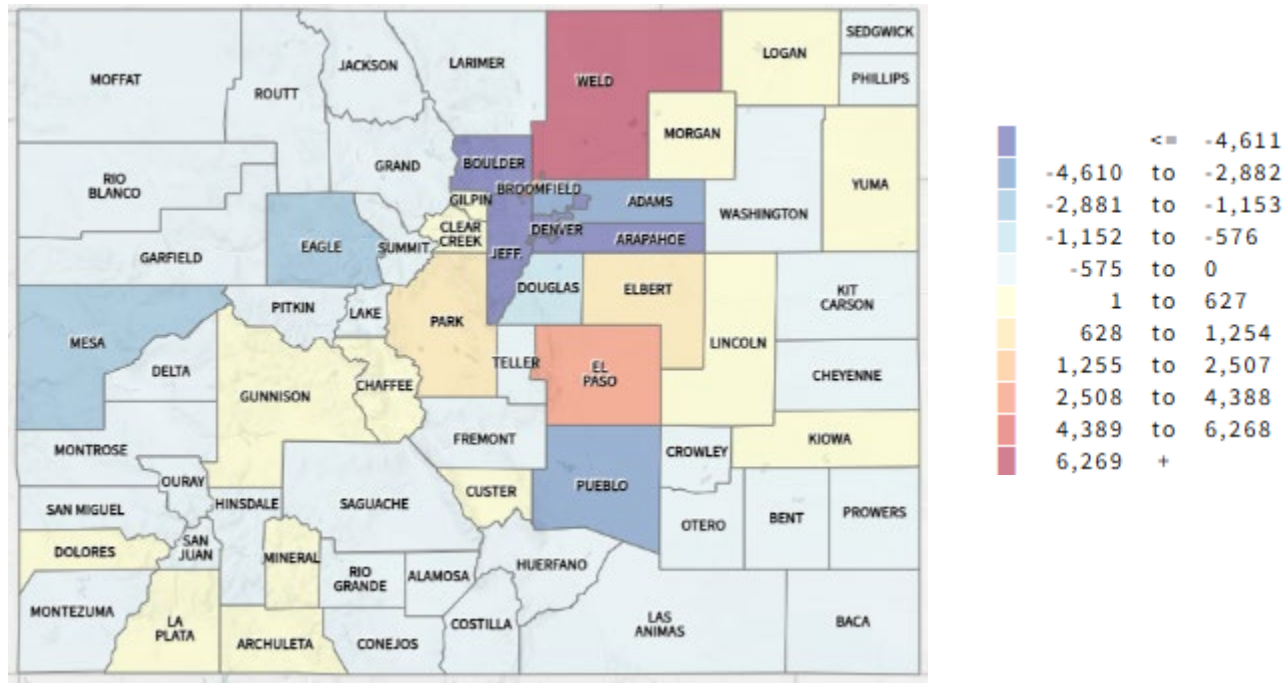 SEDGWICK
LOGAN
JACKSON
LARIMER
MOFFAT
PHILLIPS
WELD
ROUTT
MORGAN
GRAND
BOULDER
RIO
BLANCO
YUMA
BROOMFIELD
GILPIN
ADAMS
WASHINGTON
CLEAR
CREEK
DENVER
ARAPAHOE
EAGLE
SUMMIT
JEFF.
GARFIELD
DOUGLAS
ELBERT
KIT
CARSON
PITKIN
LAKE
PARK
MESA
LINCOLN
TELLER
DELTA
EL
PASO
CHEYENNE
CHAFFEE
GUNNISON
FREMONT
KIOWA
MONTROSE
CROWLEY
OURAY
PUEBLO
CUSTER
HINSDALE
SAGUACHE
SAN MIGUEL
PROWERS
BENT
OTERO
SAN
JUAN
DOLORES
MINERAL
HUERFANO
RIO
GRANDE
ALAMOSA
MONTEZUMA
LA
PLATA
COSTILLA
LAS
ANIMAS
BACA
ARCHULETA
CONEJOS
<= -4,611
-4,610 to -2,882
-2,881 to -1,153
-1,152 to -576
-575 to 0
1 to 627
628 to 1,254
1,255 to 2,507
2,508 to 4,388
4,389 to 6,268
6,269 +